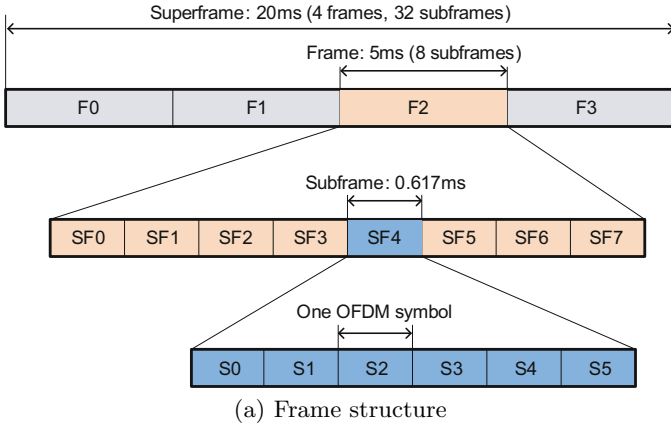 Superframe: 20ms (4 frames, 32 subframes)
Frame: 5ms (8 subframes)
F0 F1 F2 F3
Subframe: 0.617ms
SF0 SF1 SF2 SF3 SF4 SF5 SF6 SF7
One OFDM symbol
S0 S1 S2 S3 S4 S5
(a) Frame structure